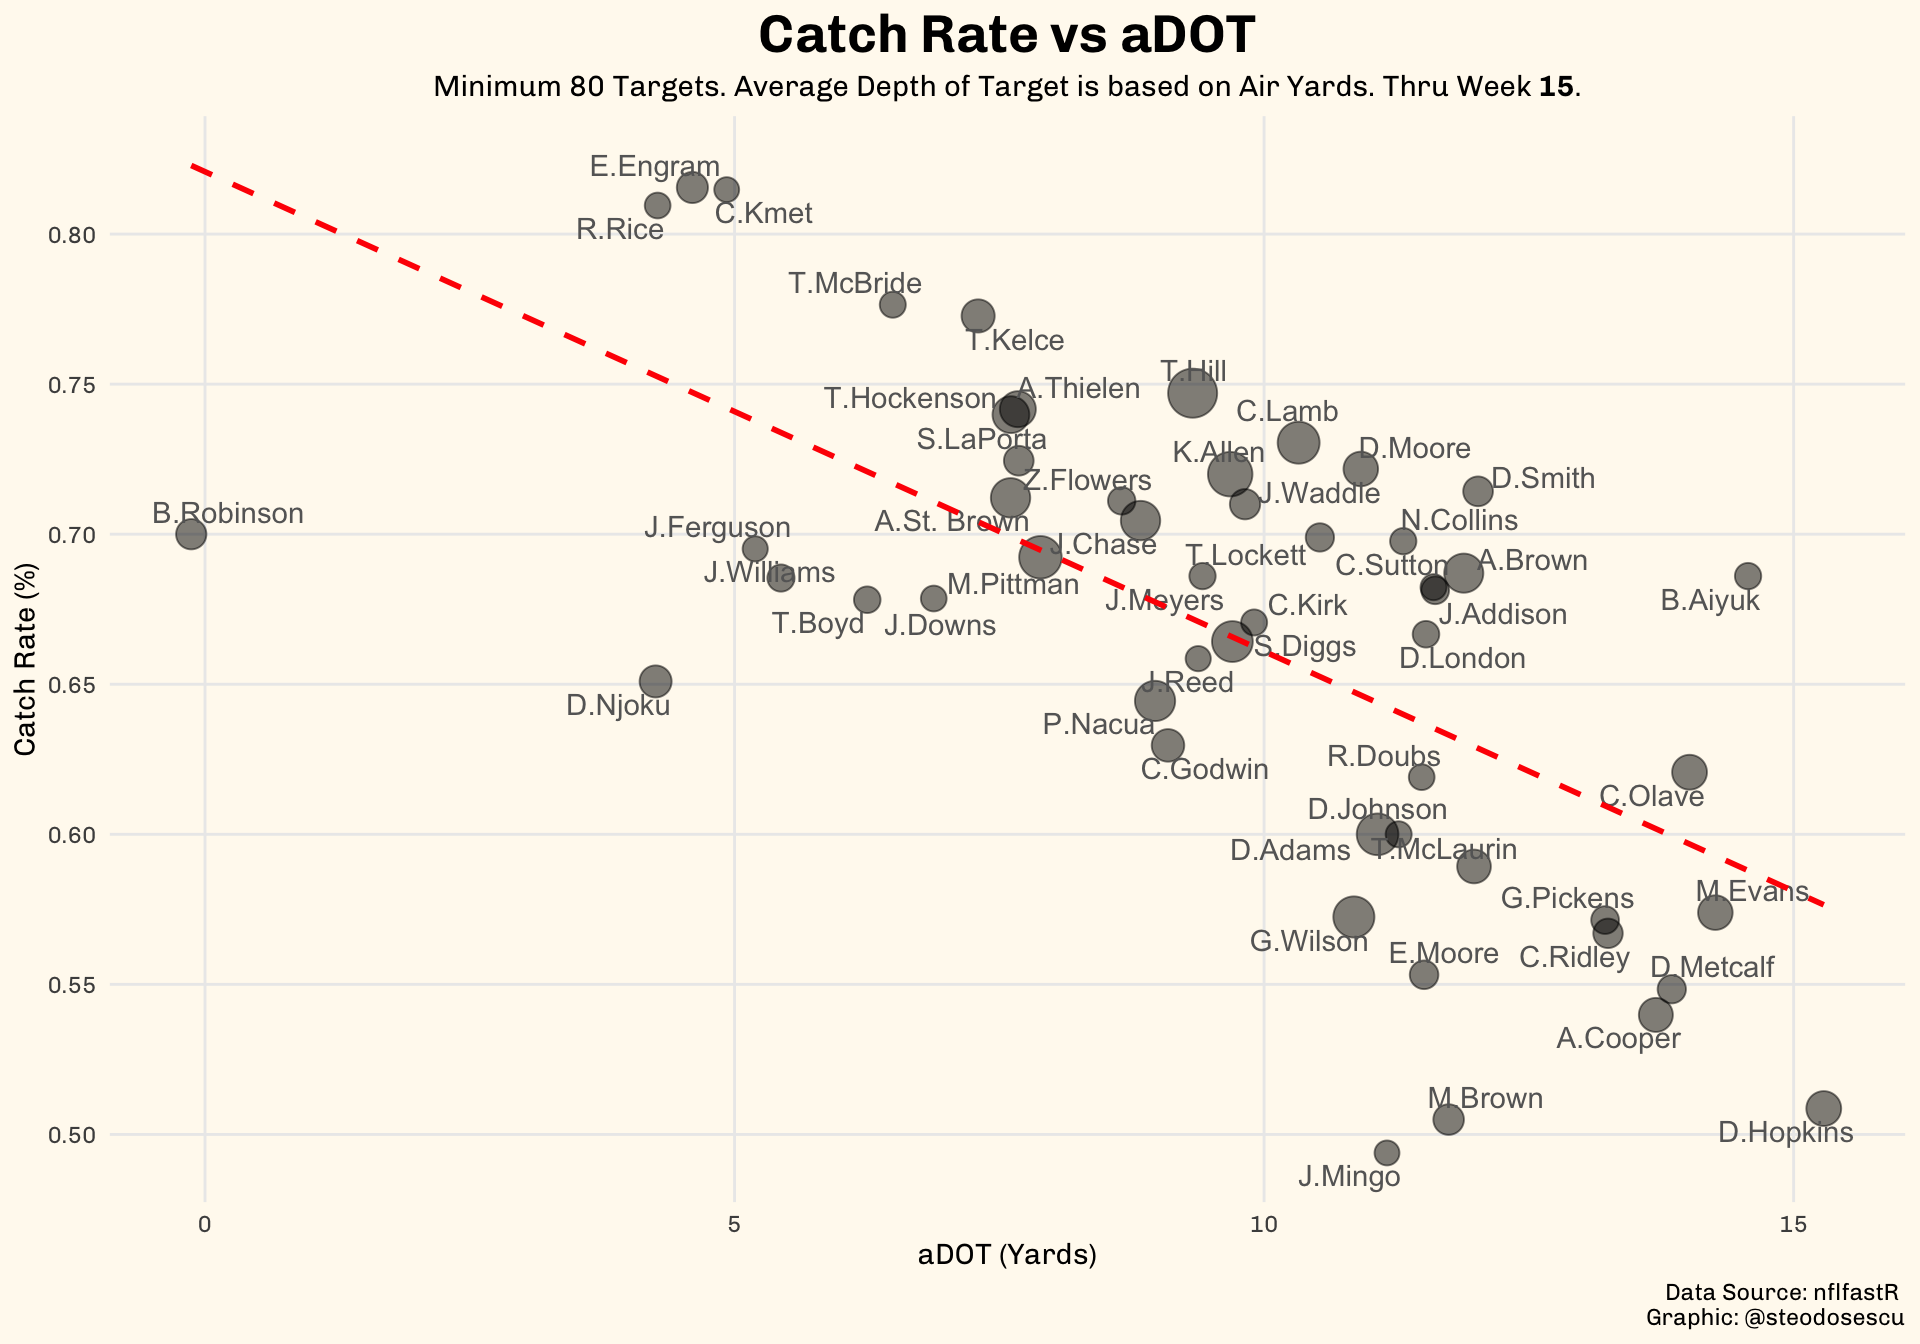 Catch Rate vs aDOT
Minimum 80 Targets. Average Depth of Target is based on Air Yards. Thru Week 15.
E.Engram
C.Kmet
R.Rice
0.80
T.McBride
T.Kelce
T.Hill
0.75
A.Thielen
T.Hockenson
C.Lamb
S.LaPorta
K.Allen
D.Moore
Z.Flowers
J.Waddle
D.Smith
B.Robinson
A.St. Brown
N.Collins
J.Ferguson
0.70
J.Chase
T.Lockett
C.Sutton
A.Brown
J.Williams
M.Pittman
J.Meyers
C.Kirk
B.Aiyuk
T.Boyd
J.Downs
J.Addison
S.Diggs
D.London
0.65
J.Reed
D.Njoku
P.Nacua
C.Godwin
R.Doubs
C.Olave
D.Johnson
0.60
D.Adams
T.McLaurin
M.Evans
G.Pickens
G.Wilson
E.Moore
C.Ridley
D.Metcalf
0.55
A.Cooper
M.Brown
0.50
D.Hopkins
J.Mingo
Catch Rate (%)
0
5
10
15
aDOT (Yards)
Data Source: nflfastR
Graphic: @steodosescu